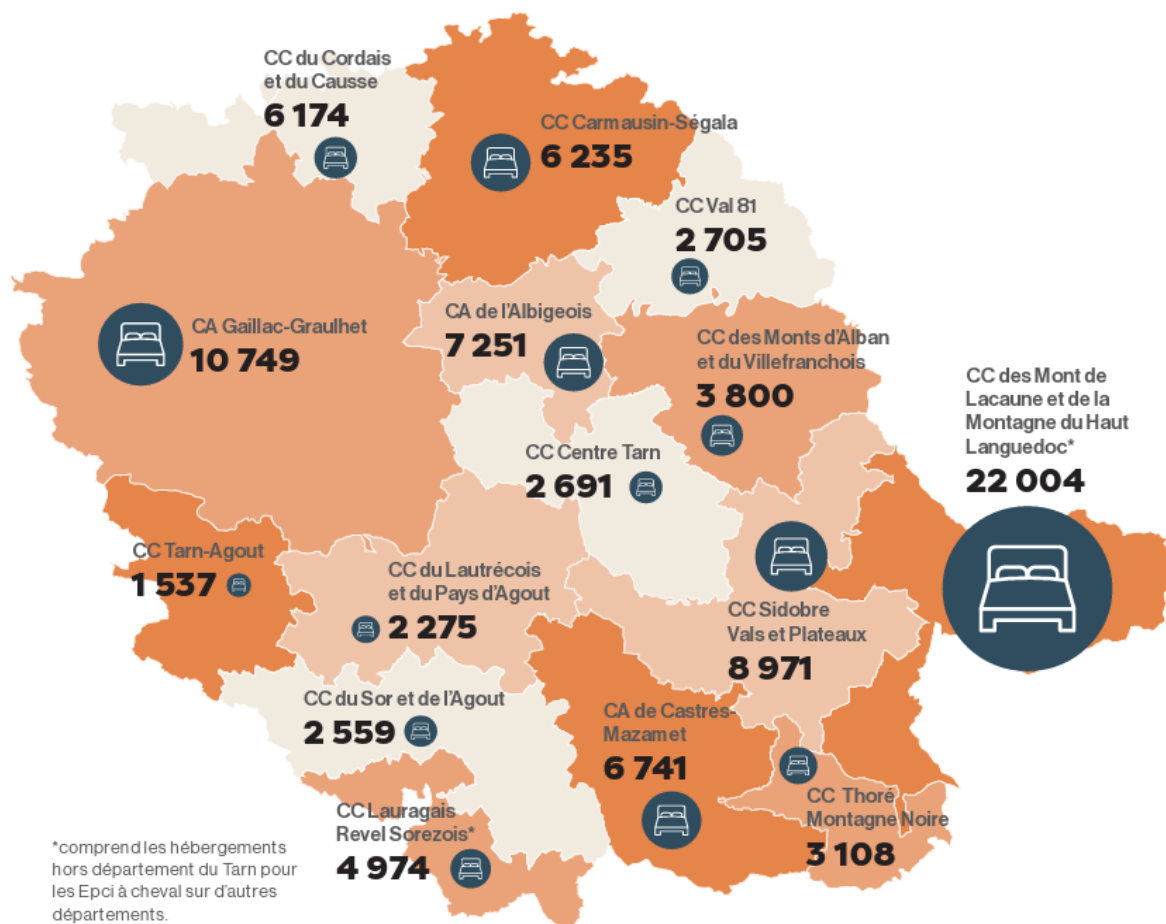 CC du Cordais
et du Causse
6 174
CC Carmausin-Ségala
6 235
CC Val 81
2 705
CA Gaillac-Graulhet
10 749
CA de l'Albigeois
7 251
CC des Monts d'Alban
et du Villefranchois
3 800
CC des Mont de
Lacaune et de la
Montagne du Haut
Languedoc*
22 004
CC Centre Tarn
2 691
CC Tarn-Agout
1 537
CC du Lautrécois
et du Pays d'Agout
2 275
CC Sidobre
Vals et Plateaux
8 971
CC du Sor et de l'Agout
2 559
CA de Castres-
Mazamet
6 741
CC Thoré
Montagne Noire
3 108
CC Lauragais
Revel Sorezois*
4 974
*comprend les hébergements
hors département du Tarn pour
les Epci à cheval sur d'autres
départements.